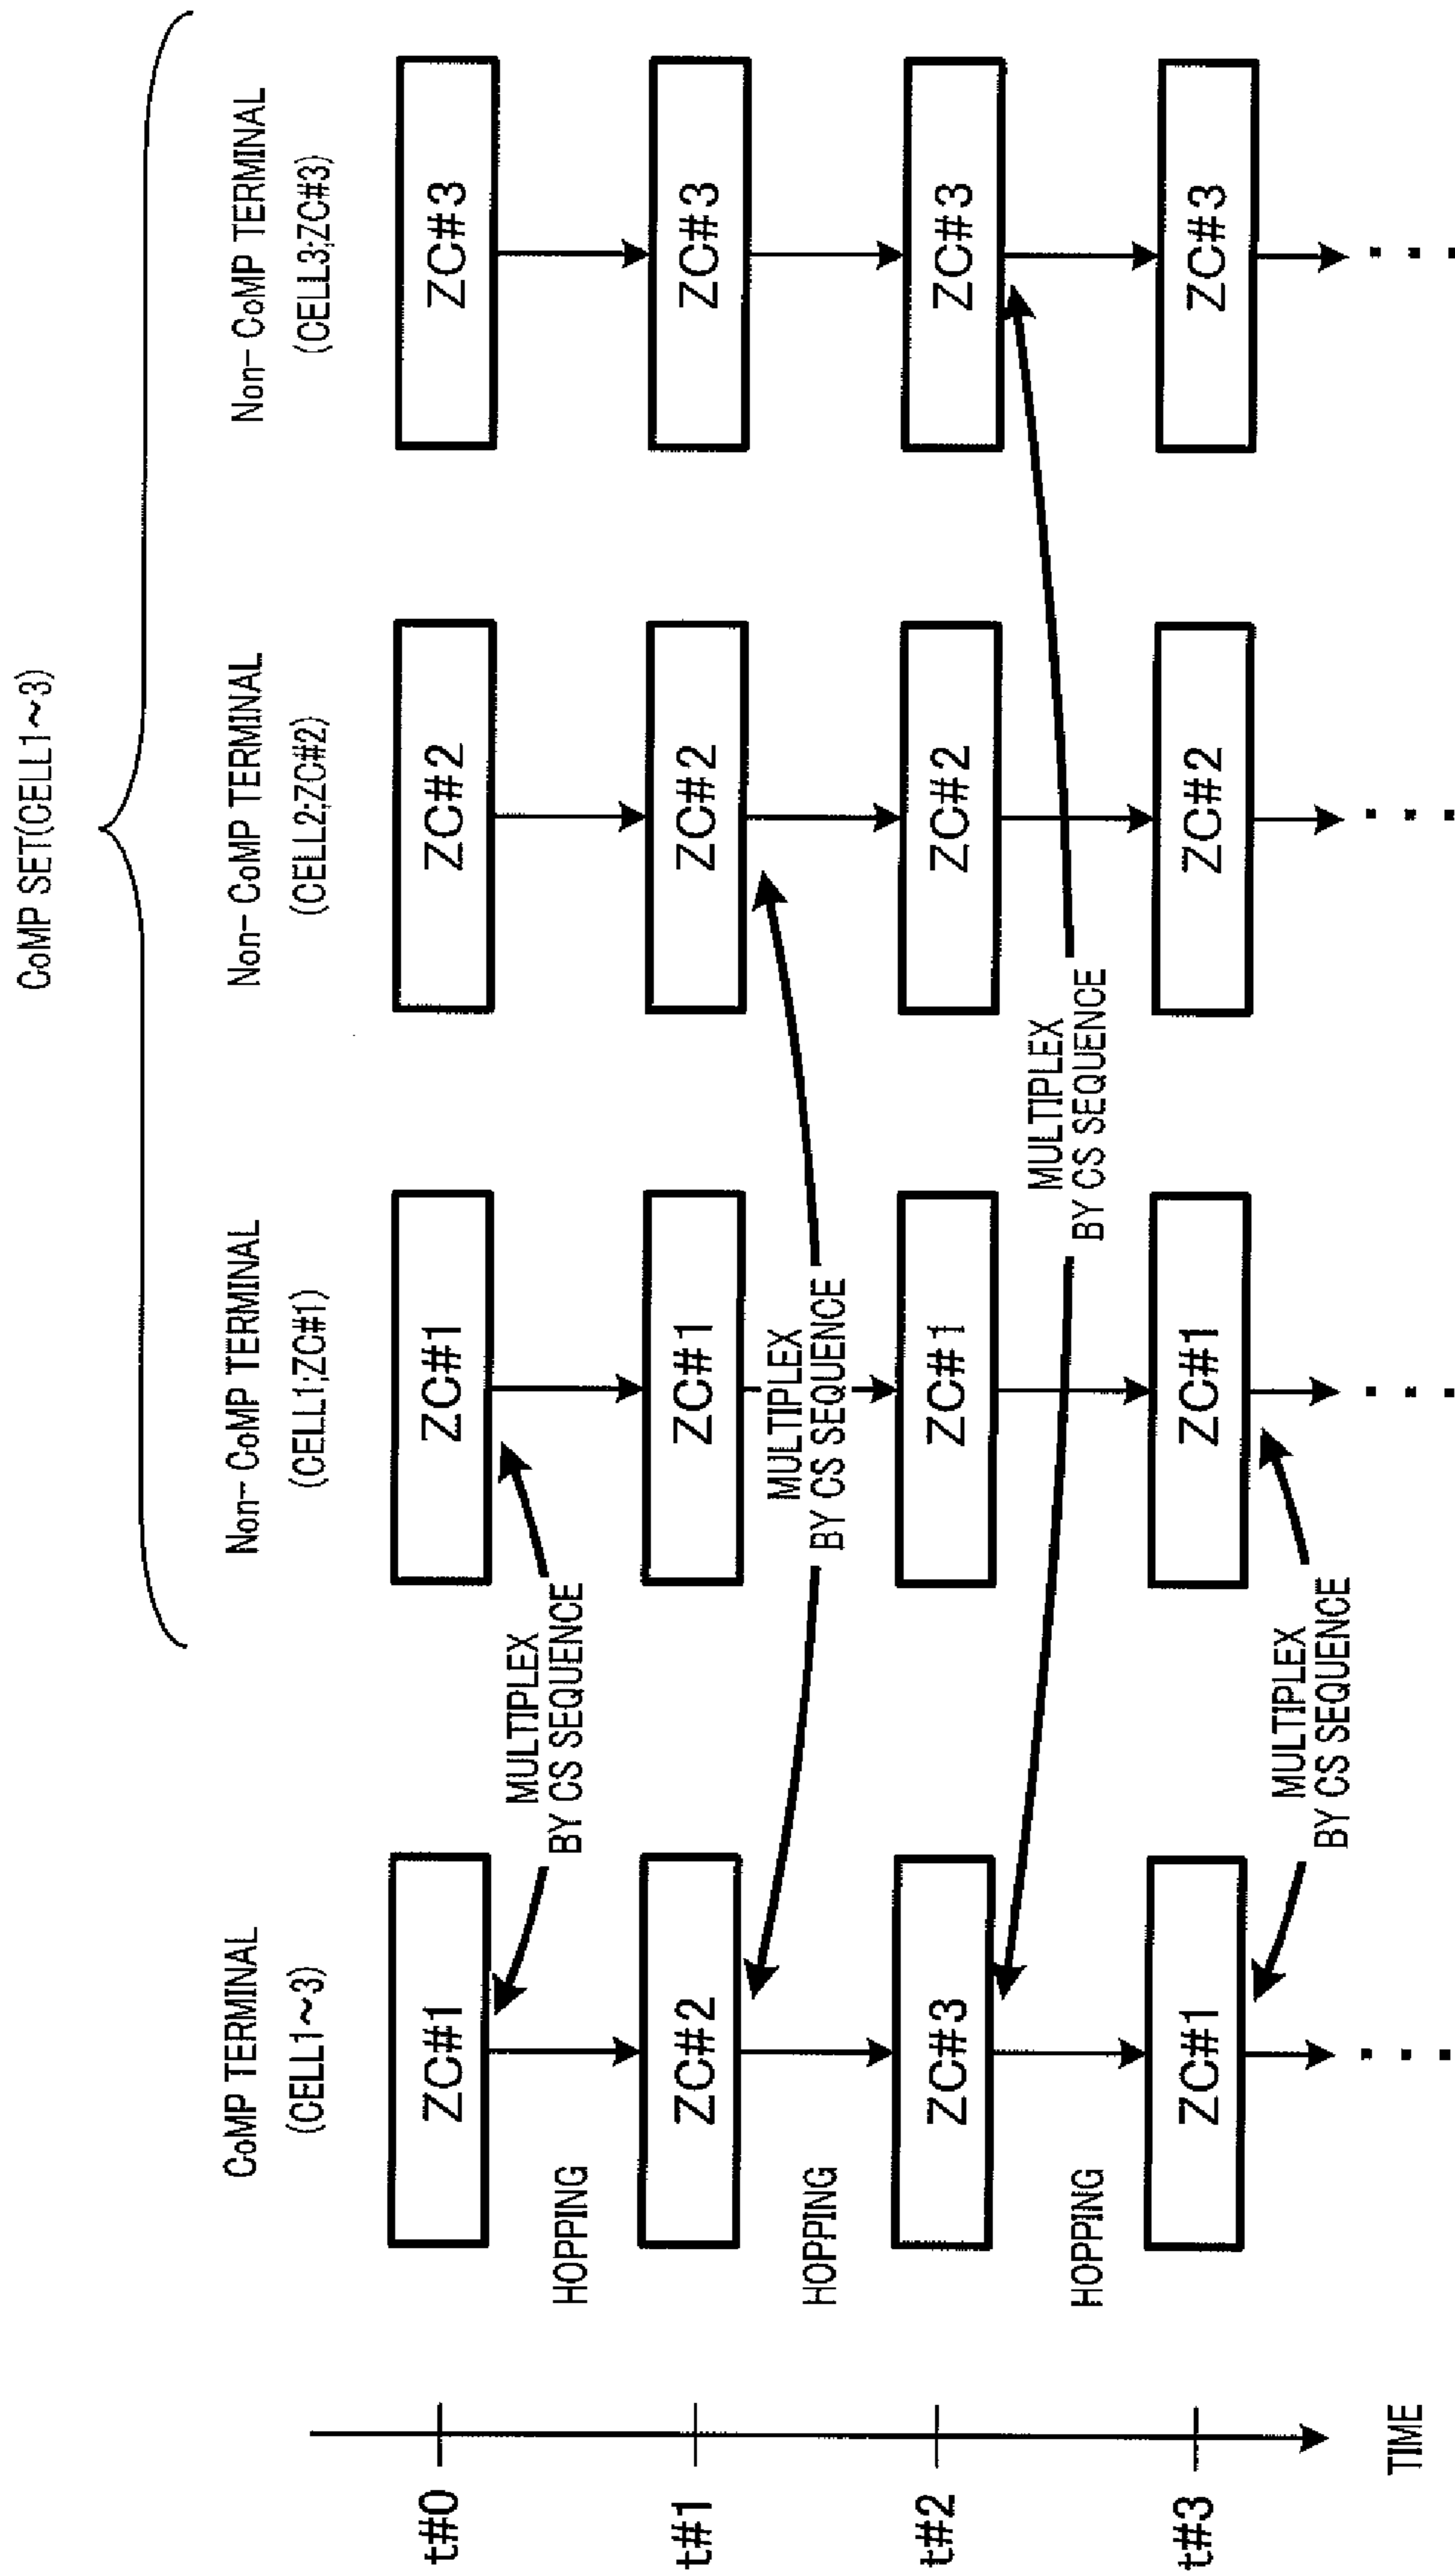 CoMP SET(CELL1~3)
CoMP TERMINAL
(CELL1~3)
Non- CoMP TERMINAL
(CELL1;ZC#1)
Non- CoMP TERMINAL
(CELL2;ZC#2)
Non- CoMP TERMINAL
(CELL3;ZC#3)
t#0
ZC#1
ZC#1
ZC#2
ZC#3
HOPPING
MULTIPLEX
BY CS SEQUENCE
t#1
ZC#2
ZC#1
ZC#2
ZC#3
HOPPING
MULTIPLEX
BY CS SEQUENCE
t#2
ZC#3
ZC#1
ZC#2
ZC#3
HOPPING
MULTIPLEX
BY CS SEQUENCE
t#3
ZC#1
ZC#1
ZC#2
ZC#3
MULTIPLEX
BY CS SEQUENCE
TIME